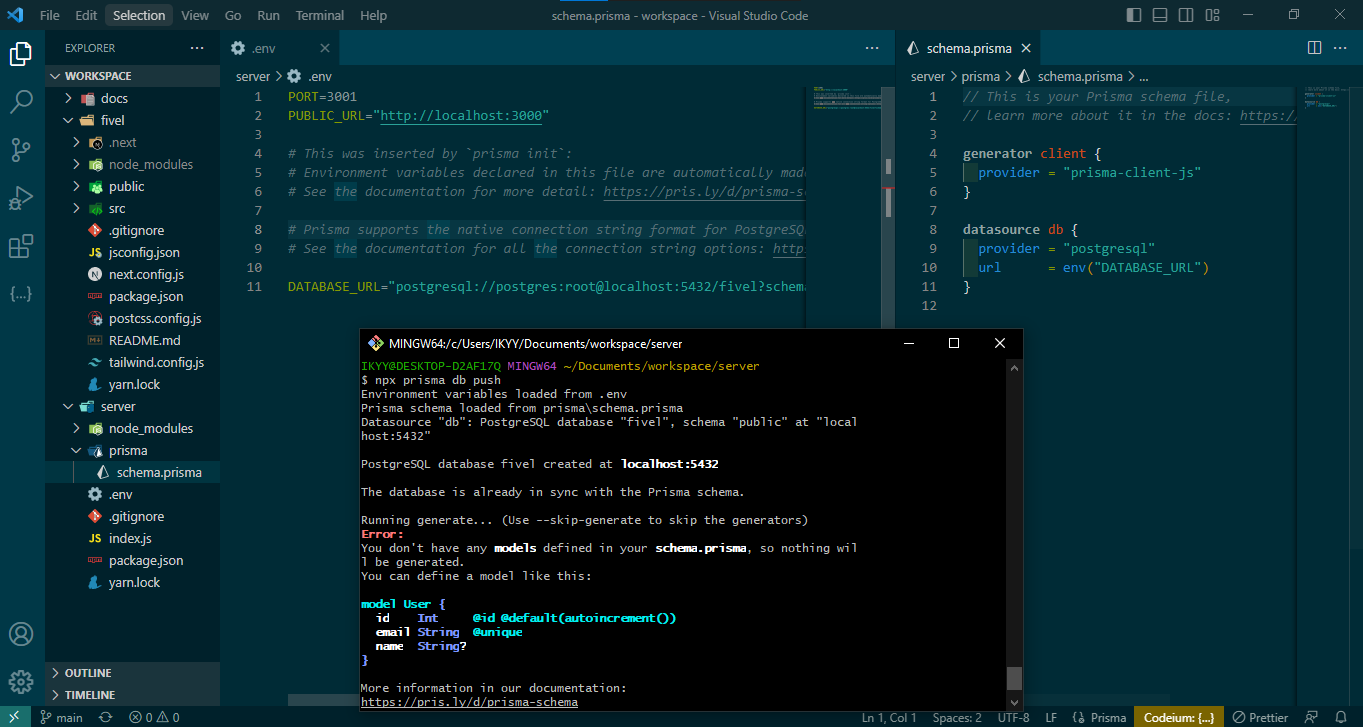 File Edit Selection View Go Run Terminal Help
schema.prisma - workspace - Visual Studio Code
EXPLORER ...
WORKSPACE
docs
fivel
.next
node_modules
public
src
.gitignore
jsconfig.json
next.config.js
package.json
postcss.config.js
README.md
tailwind.config.js
yarn.lock
server
node_modules
prisma
schema.prisma
.env
.gitignore
index.js
package.json
yarn.lock
OUTLINE
TIMELINE
.env
server > .env
1 PORT=3001
2 PUBLIC_URL="http://localhost:3000"
3
4 # This was inserted by `prisma init`:
5 # Environment variables declared in this file are automatically made
6 # See the documentation for more detail: https://pris.ly/d/prisma-s
7
8 # Prisma supports the native connection string format for PostgreSQ
9 # See the documentation for all the connection string options: http
10
11 DATABASE_URL="postgresql://postgres:root@localhost:5432/fivel?schema
schema.prisma
server > prisma > schema.prisma > ...
1 // This is your Prisma schema file,
2 // learn more about it in the docs: https:/
3
4 generator client {
5 provider = "prisma-client-js"
6 }
7
8 datasource db {
9 provider = "postgresql"
10 url = env("DATABASE_URL")
11 }
12
MINGW64:/c/Users/IKYY/Documents/workspace/server
IKYY@DESKTOP-D2AF17Q MINGW64 ~/Documents/workspace/server
$ npx prisma db push
Environment variables loaded from .env
Prisma schema loaded from prisma\schema.prisma
Datasource "db": PostgreSQL database "fivel", schema "public" at "local
host:5432"
PostgreSQL database fivel created at localhost:5432
The database is already in sync with the Prisma schema.
Running generate... (Use --skip-generate to skip the generators)
Error:
You don't have any models defined in your schema.prisma, so nothing wil
l be generated.
You can define a model like this:
model User {
id Int @id @default(autoincrement())
email String @unique
name String?
}
More information in our documentation:
https://pris.ly/d/prisma-schema
main 0 0
Ln 1, Col 1 Spaces: 2 UTF-8 LF Prisma Codeium: {...} Prettier